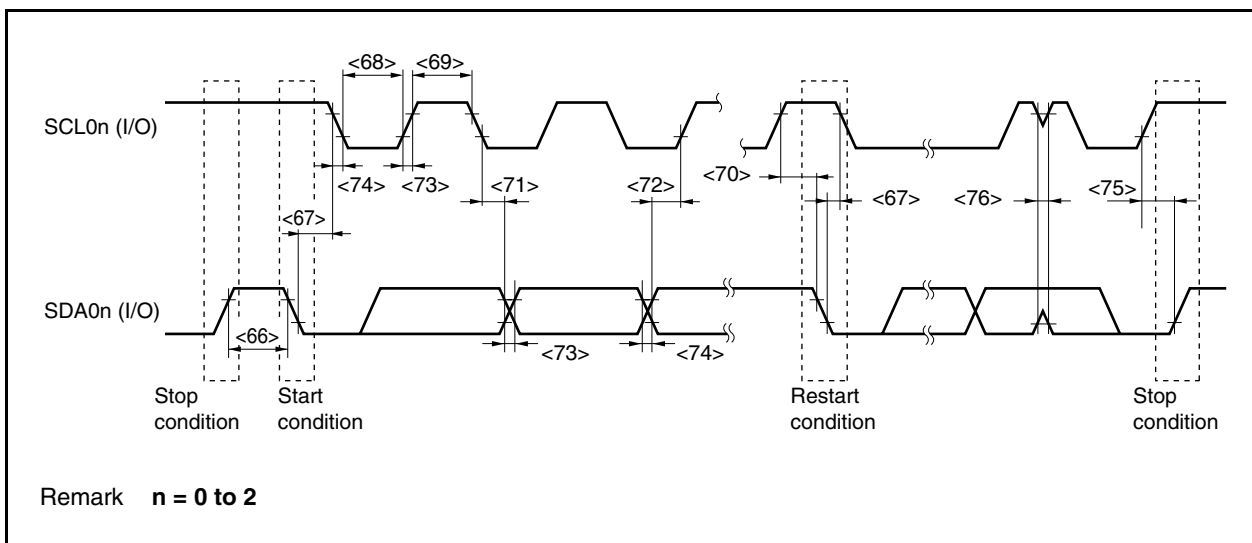 <68> <69>
SCL0n (I/O)
<74> <73> <71> <72> <70> <67> <76> <75>
<67>
SDA0n (I/O)
<66> <73> <74>
Stop condition
Start condition
Restart condition
Stop condition
Remark n = 0 to 2